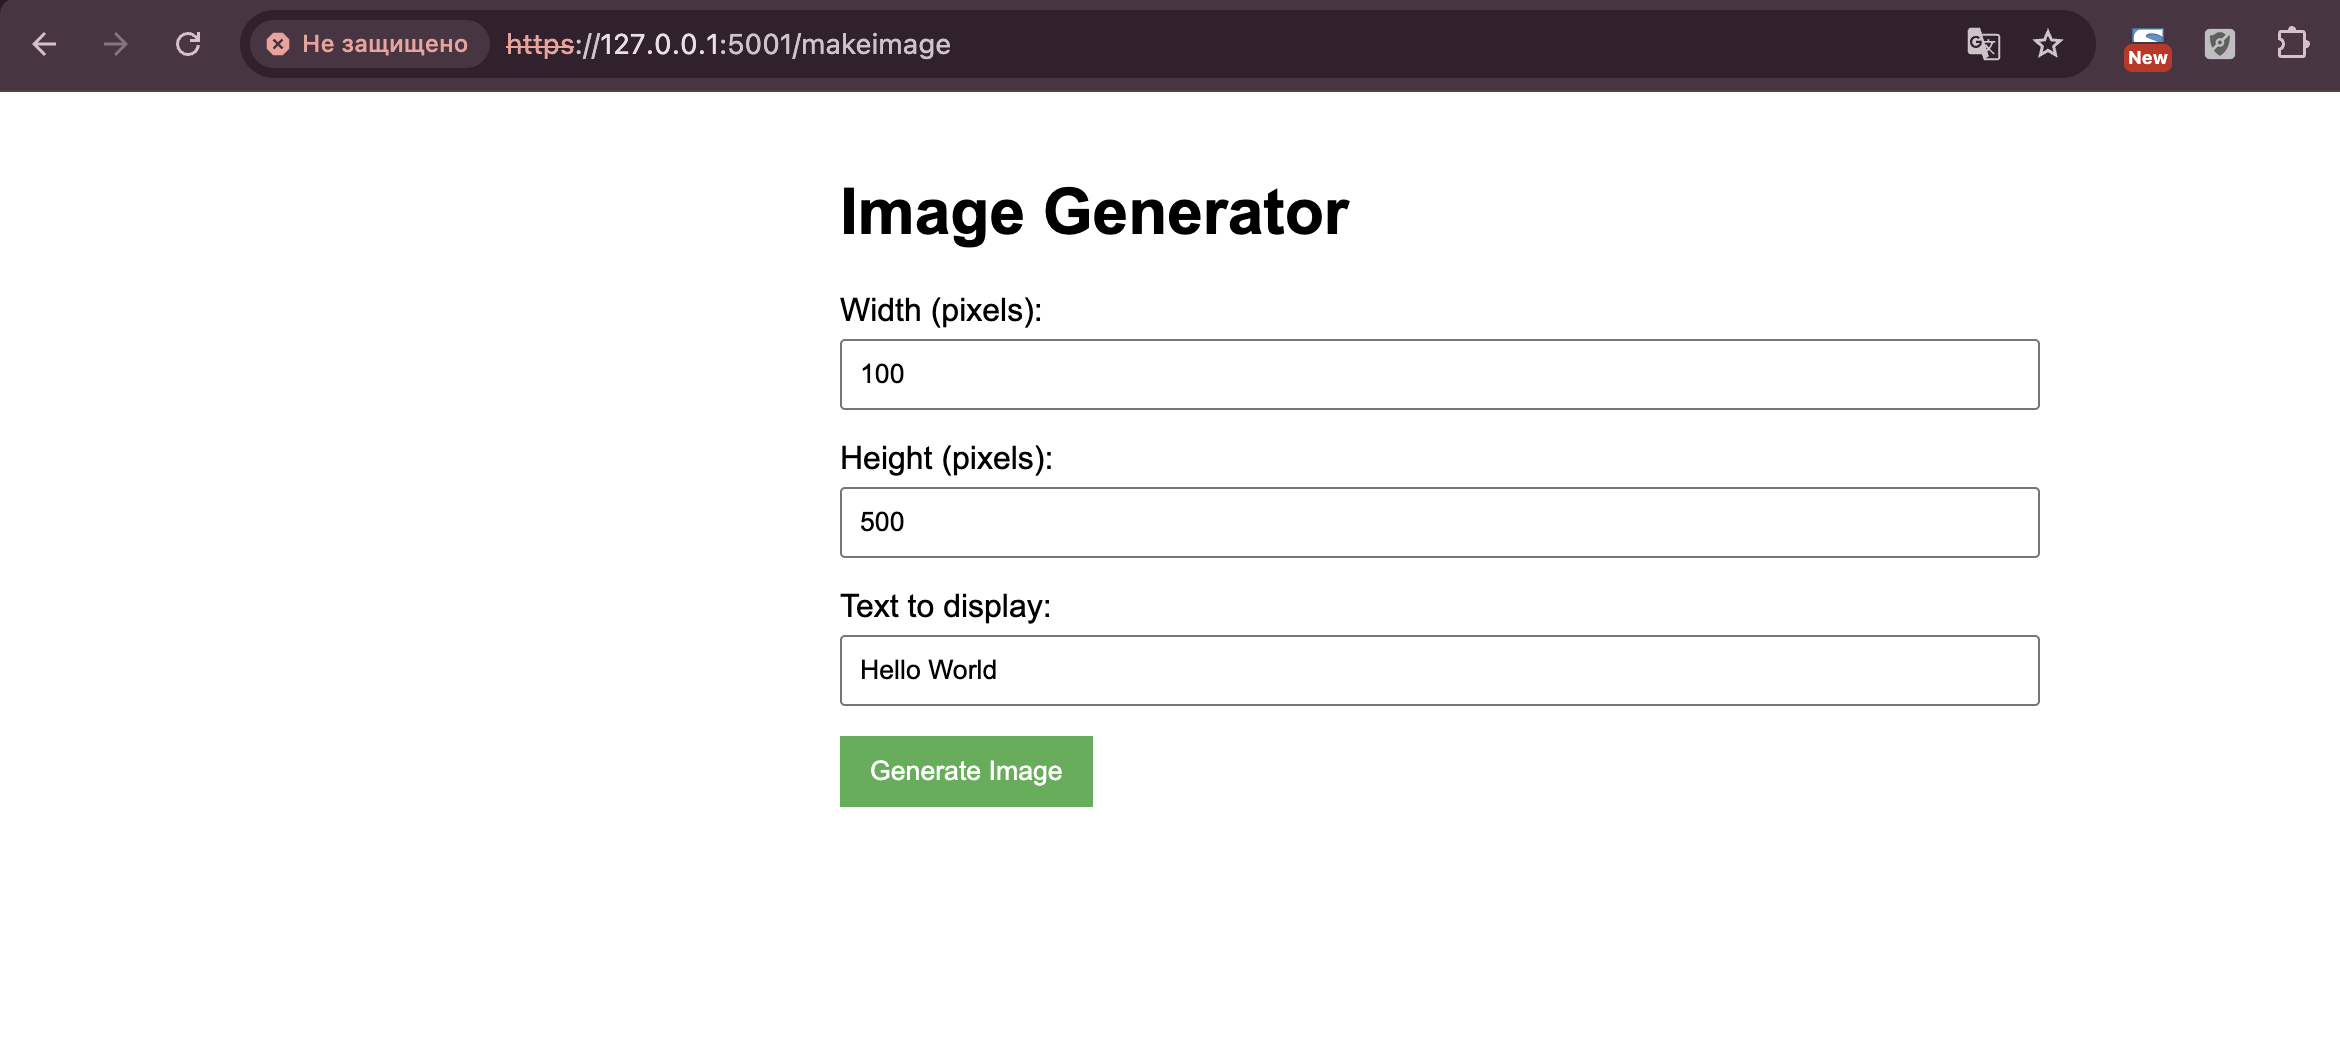 Не защищено https://127.0.0.1:5001/makeimage
New
Image Generator
Width (pixels):
100
Height (pixels):
500
Text to display:
Hello World
Generate Image